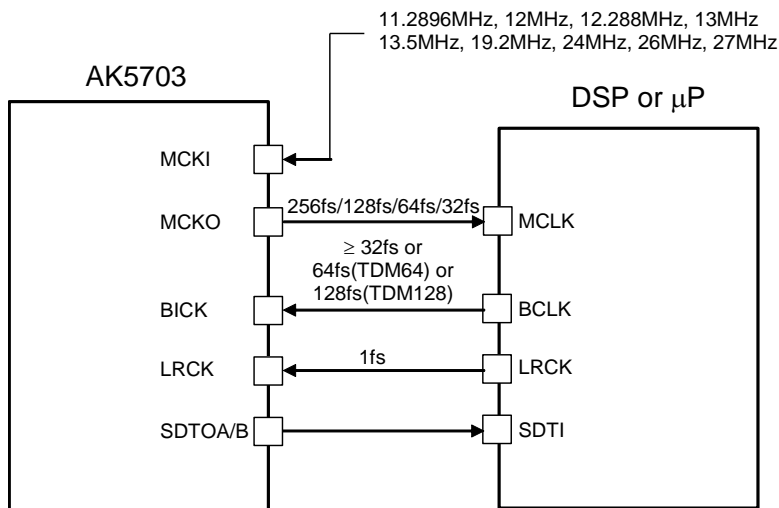 11.2896MHz, 12MHz, 12.288MHz, 13MHz
13.5MHz, 19.2MHz, 24MHz, 26MHz, 27MHz
AK5703
DSP or μP
MCKI
MCKO
256fs/128fs/64fs/32fs
MCLK
≥ 32fs or
64fs(TDM64) or
128fs(TDM128)
BICK
BCLK
LRCK
1fs
LRCK
SDTOA/B
SDTI